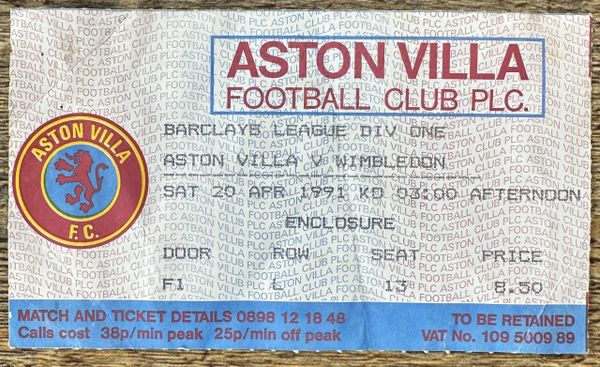 ASTON VILLA
FOOTBALL CLUB PLC.
ASTON VILLA
F.C.
BARCLAYS LEAGUE DIV ONE
ASTON VILLA V WIMBLEDON
SAT 20 APR 1991 KO 03:00 AFTERNOON
ENCLOSURE
DOOR ROW SEAT PRICE
F1 L 13 8.50
MATCH AND TICKET DETAILS 0898 12 18 48
Calls cost 38p/min peak 25p/min off peak
TO BE RETAINED
VAT No. 109 5009 89